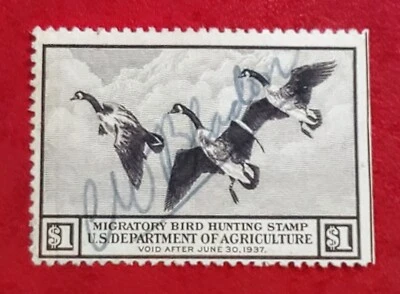 MIGRATORY BIRD HUNTING STAMP
$1 U.S. DEPARTMENT OF AGRICULTURE $1
VOID AFTER JUNE 30, 1937.